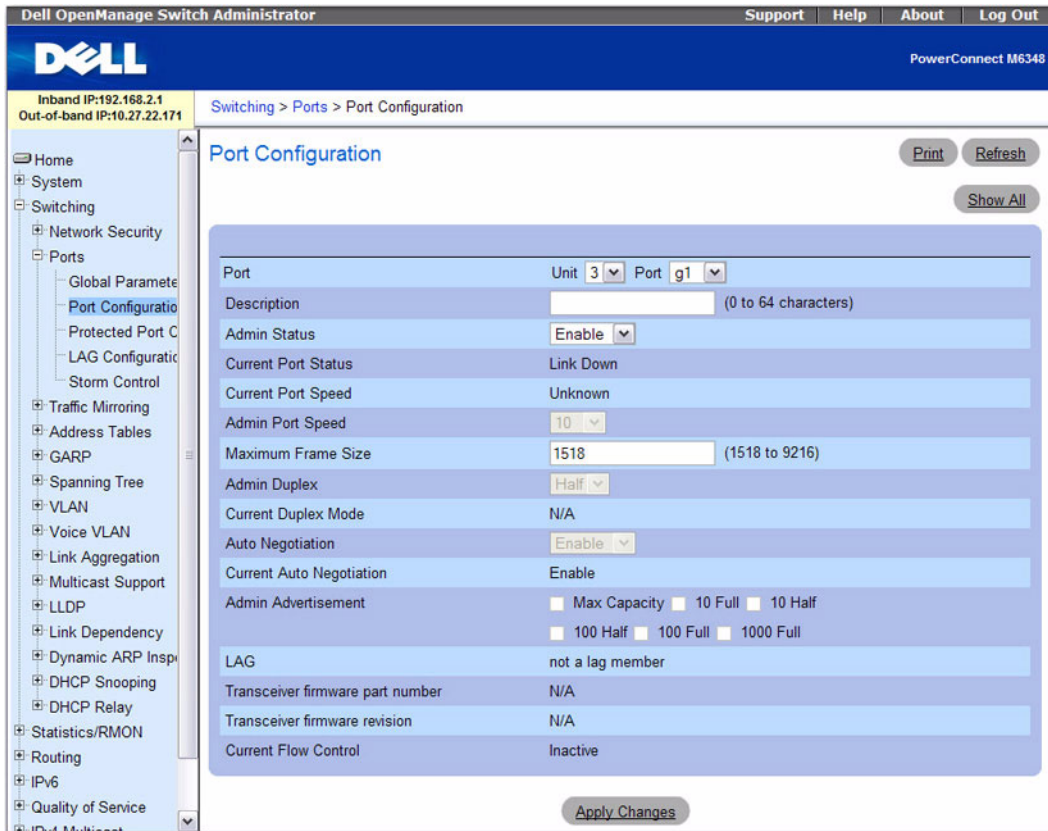 Dell OpenManage Switch Administrator
Support Help About Log Out
DELL
PowerConnect M6348
Inband IP:192.168.2.1
Out-of-band IP:10.27.22.171
Switching > Ports > Port Configuration
Home
System
Switching
Network Security
Ports
Global Paramete
Port Configuratio
Protected Port C
LAG Configuratio
Storm Control
Traffic Mirroring
Address Tables
GARP
Spanning Tree
VLAN
Voice VLAN
Link Aggregation
Multicast Support
LLDP
Link Dependency
Dynamic ARP Inspe
DHCP Snooping
DHCP Relay
Statistics/RMON
Routing
IPv6
Quality of Service
IPv4 Multicast
Port Configuration
Print Refresh
Show All
Port Unit 3 Port g1
Description (0 to 64 characters)
Admin Status Enable
Current Port Status Link Down
Current Port Speed Unknown
Admin Port Speed 10
Maximum Frame Size 1518 (1518 to 9216)
Admin Duplex Half
Current Duplex Mode N/A
Auto Negotiation Enable
Current Auto Negotiation Enable
Admin Advertisement Max Capacity 10 Full 10 Half
100 Half 100 Full 1000 Full
LAG not a lag member
Transceiver firmware part number N/A
Transceiver firmware revision N/A
Current Flow Control Inactive
Apply Changes